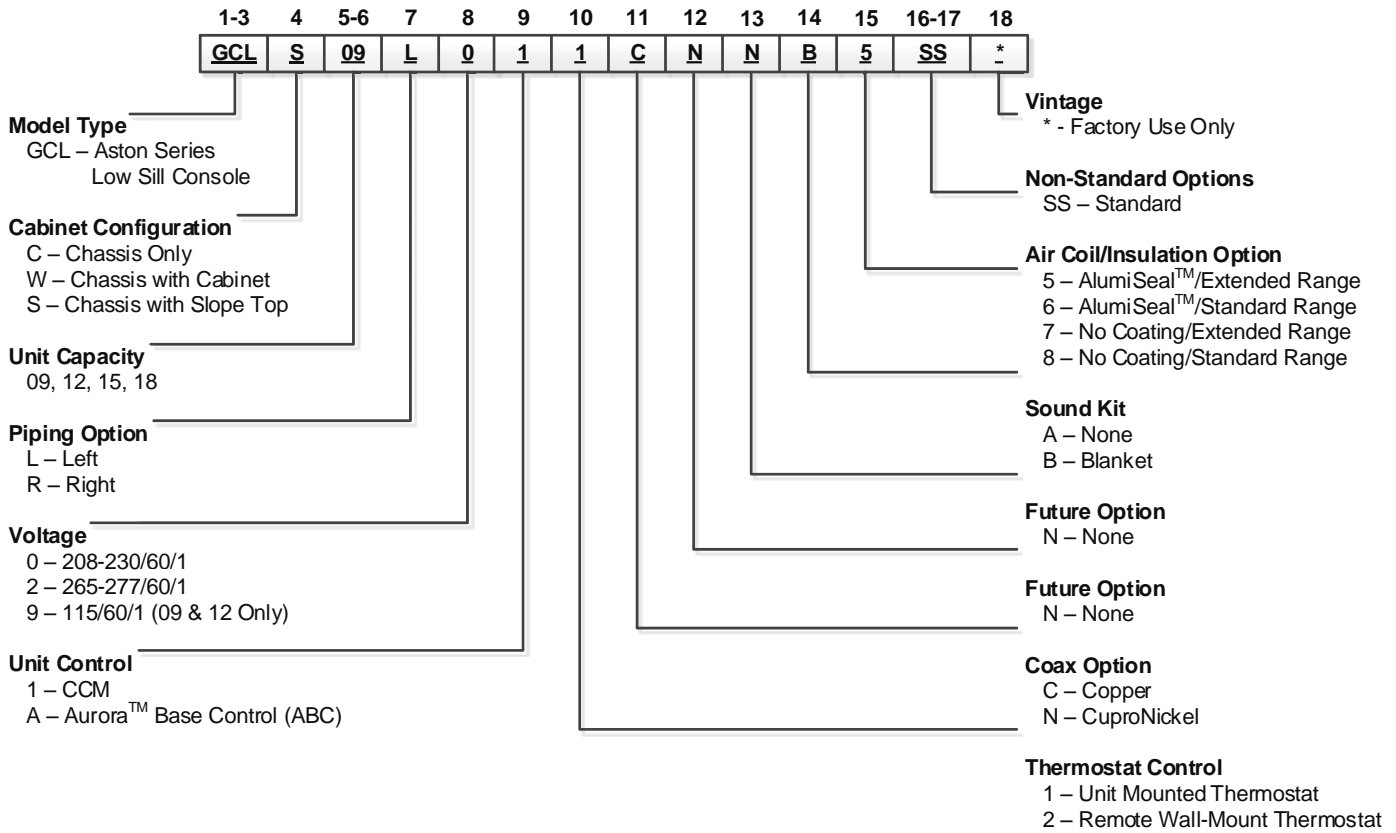 1-3 4 5-6 7 8 9 10 11 12 13 14 15 16-17 18
GCL S 09 L 0 1 1 C N N B 5 SS *
Model Type
GCL – Aston Series
Low Sill Console
Cabinet Configuration
C – Chassis Only
W – Chassis with Cabinet
S – Chassis with Slope Top
Unit Capacity
09, 12, 15, 18
Piping Option
L – Left
R – Right
Voltage
0 – 208-230/60/1
2 – 265-277/60/1
9 – 115/60/1 (09 & 12 Only)
Unit Control
1 – CCM
A – Aurora™ Base Control (ABC)
Vintage
* - Factory Use Only
Non-Standard Options
SS – Standard
Air Coil/Insulation Option
5 – AlumiSeal™/Extended Range
6 – AlumiSeal™/Standard Range
7 – No Coating/Extended Range
8 – No Coating/Standard Range
Sound Kit
A – None
B – Blanket
Future Option
N – None
Future Option
N – None
Coax Option
C – Copper
N – CuproNickel
Thermostat Control
1 – Unit Mounted Thermostat
2 – Remote Wall-Mount Thermostat